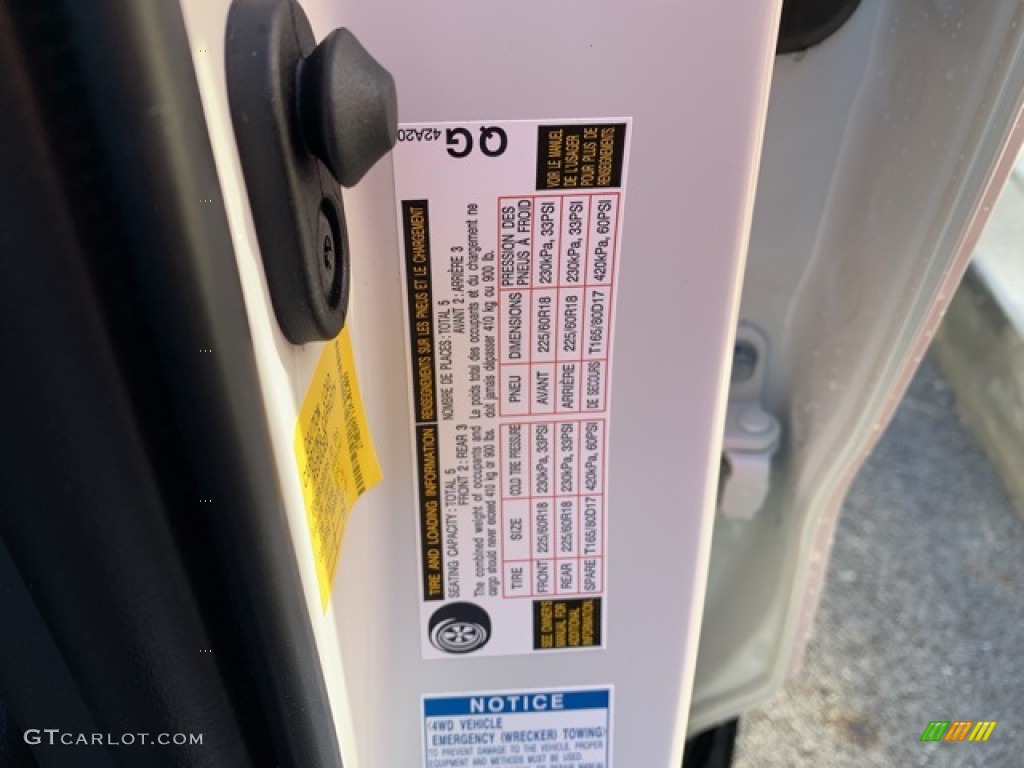 TIRE AND LOADING INFORMATION
SEATING CAPACITY : TOTAL 5
FRONT 2 : REAR 3
The combined weight of occupants and
cargo should never exceed 410 kg or 900 lbs.
TIRE SIZE COLD TIRE PRESSURE
FRONT 225/60R18 230kPa, 33PSI
REAR 225/60R18 230kPa, 33PSI
SPARE T165/80D17 420kPa, 60PSI
SEE OWNER'S
MANUAL FOR
ADDITIONAL
INFORMATION.
RENSEIGNEMENTS SUR LES PNEUS ET LE CHARGEMENT
NOMBRE DE PLACES : TOTAL 5
AVANT 2 : ARRIÈRE 3
Le poids total des occupants et du chargement ne
doit jamais dépasser 410 kg ou 900 lb.
PNEU DIMENSIONS PRESSION DES
PNEUS À FROID
AVANT 225/60R18 230kPa, 33PSI
ARRIÈRE 225/60R18 230kPa, 33PSI
DE SECOURS T165/80D17 420kPa, 60PSI
VOIR LE MANUEL
DE L'USAGER
POUR PLUS DE
RENSEIGNEMENTS.
QG
42A20
NOTICE
4WD VEHICLE
EMERGENCY (WRECKER) TOWING
TO PREVENT DAMAGE TO THE VEHICLE, PROPER
EQUIPMENT AND METHODS MUST BE USED.
GTCARLOT.COM